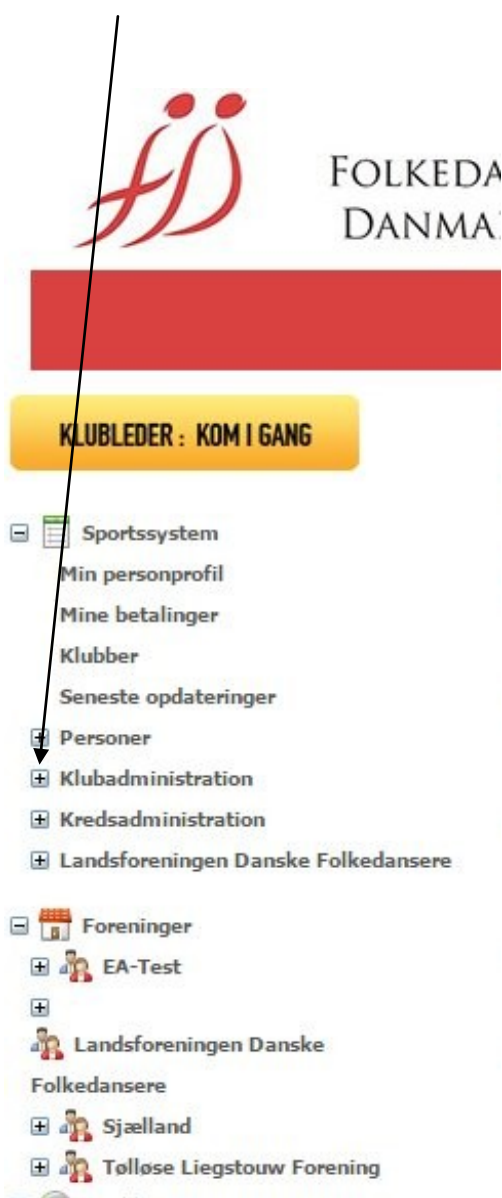 FOLKEDA
DANMA
KLUBLEDER : KOM I GANG
Sportssystem
Min personprofil
Mine betalinger
Klubber
Seneste opdateringer
Personer
Klubadministration
Kredsadministration
Landsforeningen Danske Folkedansere
Foreninger
EA-Test
Landsforeningen Danske
Folkedansere
Sjælland
Tølløse Liegstouw Forening